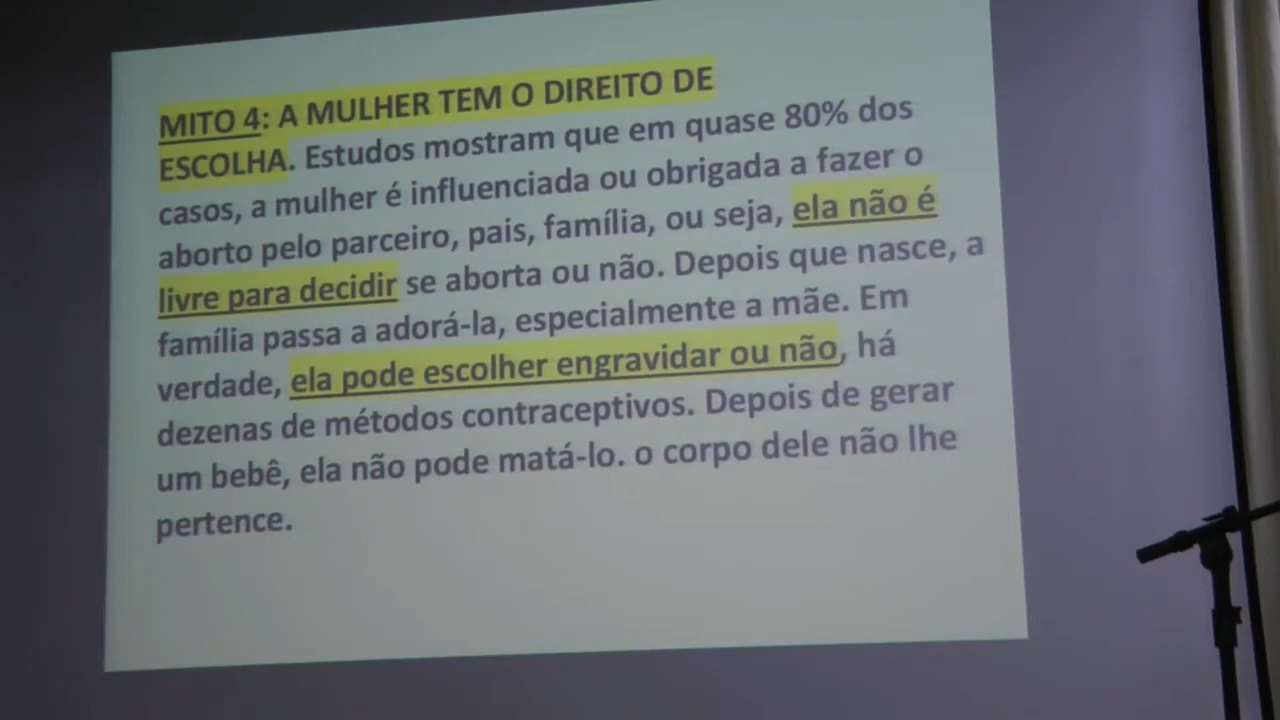 MITO 4: A MULHER TEM O DIREITO DE
ESCOLHA. Estudos mostram que em quase 80% dos
casos, a mulher é influenciada ou obrigada a fazer o
aborto pelo parceiro, pais, família, ou seja, ela não é
livre para decidir se aborta ou não. Depois que nasce, a
família passa a adorá-la, especialmente a mãe. Em
verdade, ela pode escolher engravidar ou não, há
dezenas de métodos contraceptivos. Depois de gerar
um bebê, ela não pode matá-lo. o corpo dele não lhe
pertence.